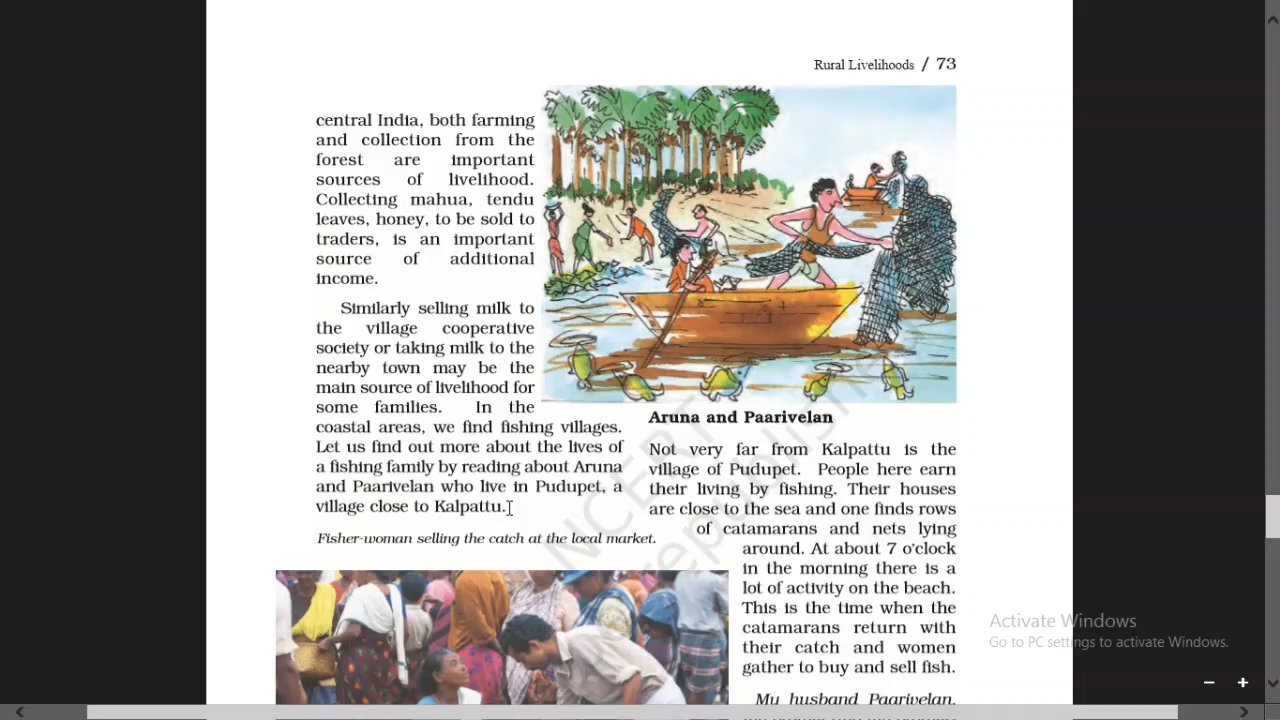 Rural Livelihoods / 73
central India, both farming
and collection from the
forest are important
sources of livelihood.
Collecting mahua, tendu
leaves, honey, to be sold to
traders, is an important
source of additional
income.
Similarly selling milk to
the village cooperative
society or taking milk to the
nearby town may be the
main source of livelihood for
some families. In the
coastal areas, we find fishing villages.
Let us find out more about the lives of
a fishing family by reading about Aruna
and Paarivelan who live in Pudupet, a
village close to Kalpattu.
Fisher-woman selling the catch at the local market.
Aruna and Paarivelan
Not very far from Kalpattu is the
village of Pudupet. People here earn
their living by fishing. Their houses
are close to the sea and one finds rows
of catamarans and nets lying
around. At about 7 o'clock
in the morning there is a
lot of activity on the beach.
This is the time when the
catamarans return with
their catch and women
gather to buy and sell fish.
My husband Paarivelan,
NCERT
republish
Activate Windows
Go to PC settings to activate Windows.